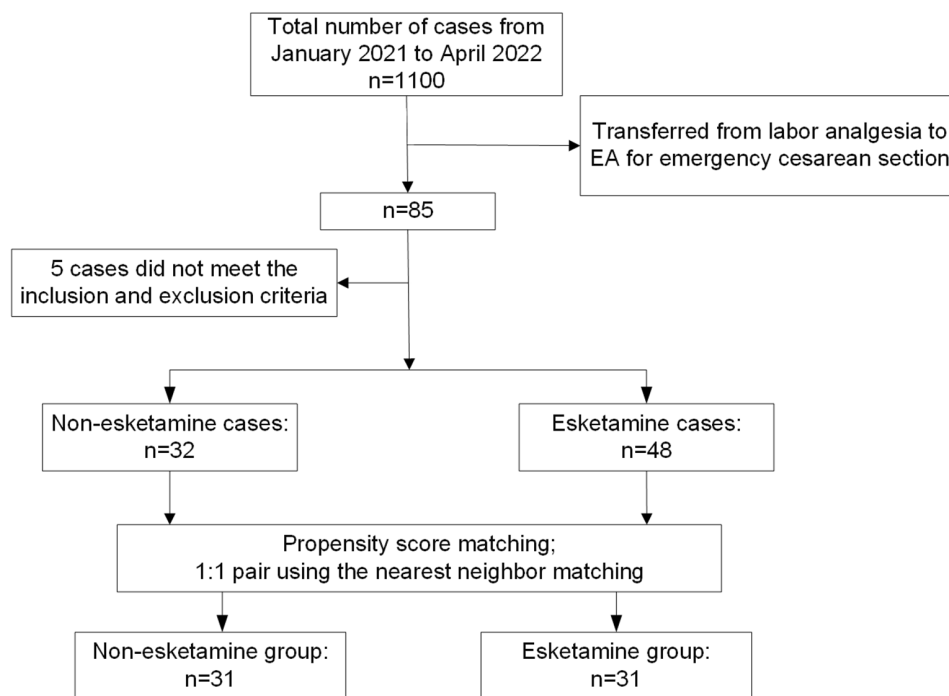 Total number of cases from
January 2021 to April 2022
n=1100
Transferred from labor analgesia to
EA for emergency cesarean section
n=85
5 cases did not meet the
inclusion and exclusion criteria
Non-esketamine cases:
n=32
Esketamine cases:
n=48
Propensity score matching;
1:1 pair using the nearest neighbor matching
Non-esketamine group:
n=31
Esketamine group:
n=31